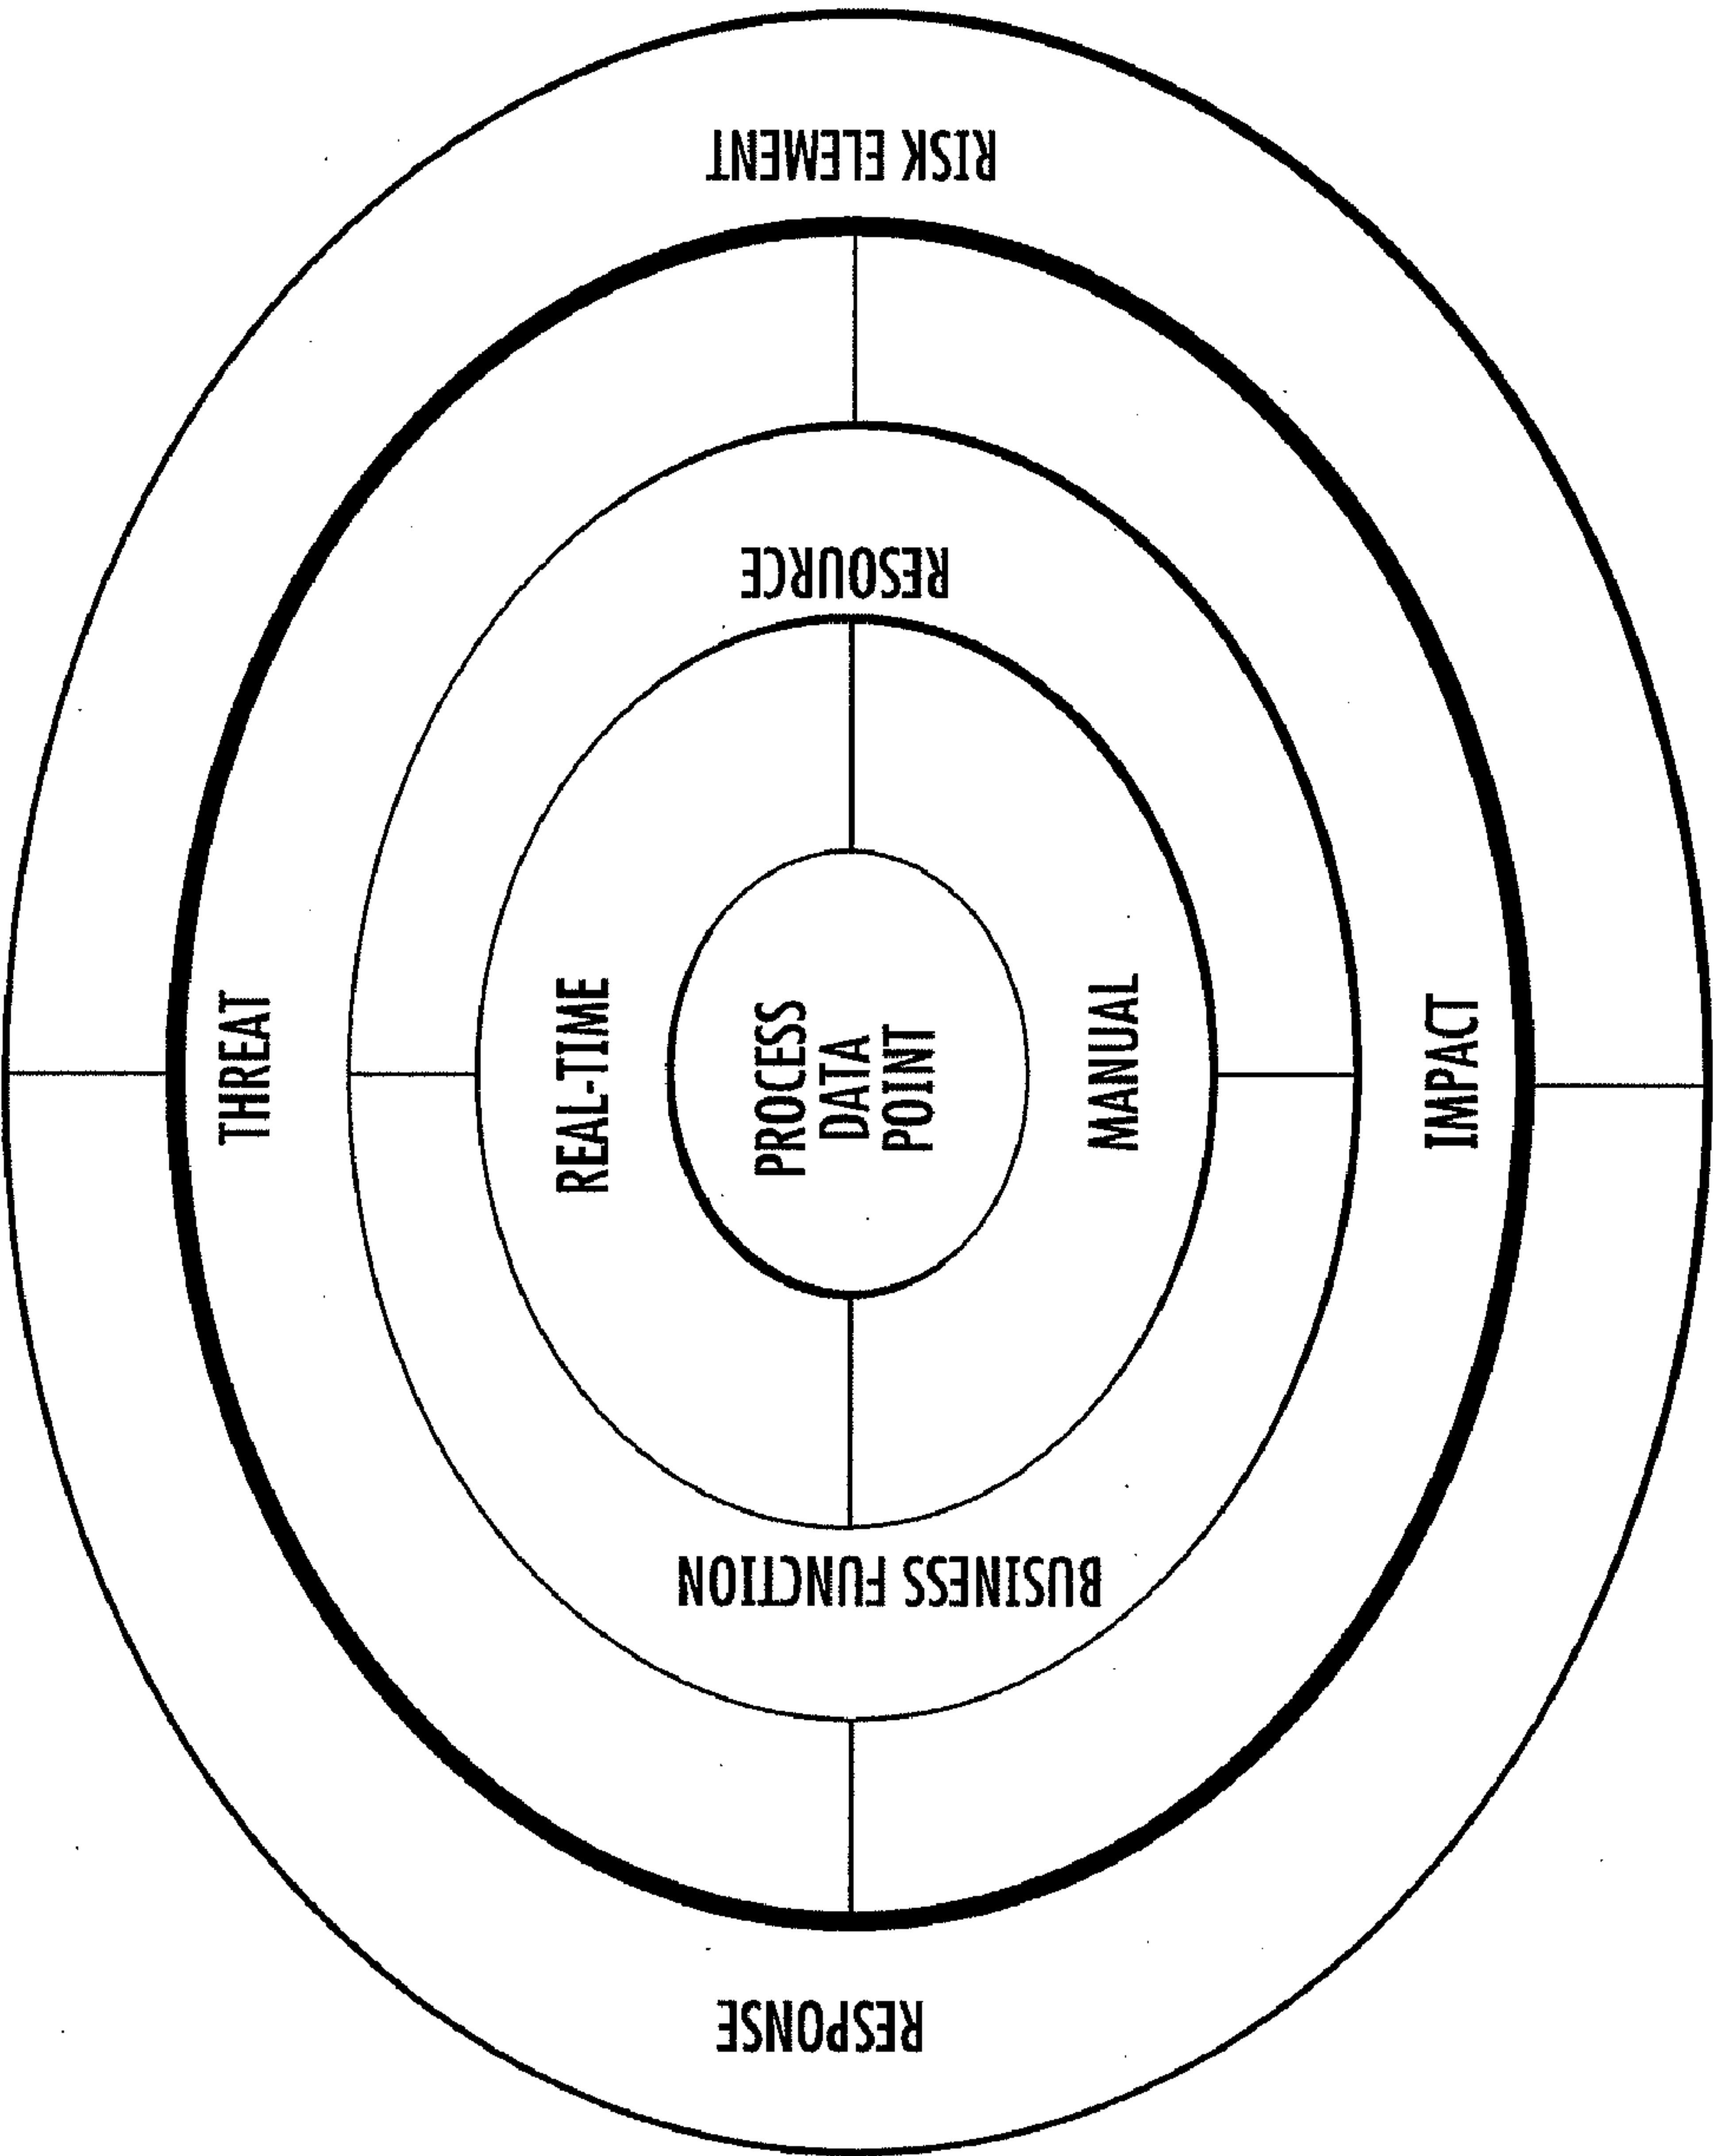 RISK ELEMENT
RESOURCE
THREAT
REAL-TIME
PROCESS
DATA
POINT
MANUAL
IMPACT
BUSINESS FUNCTION
RESPONSE